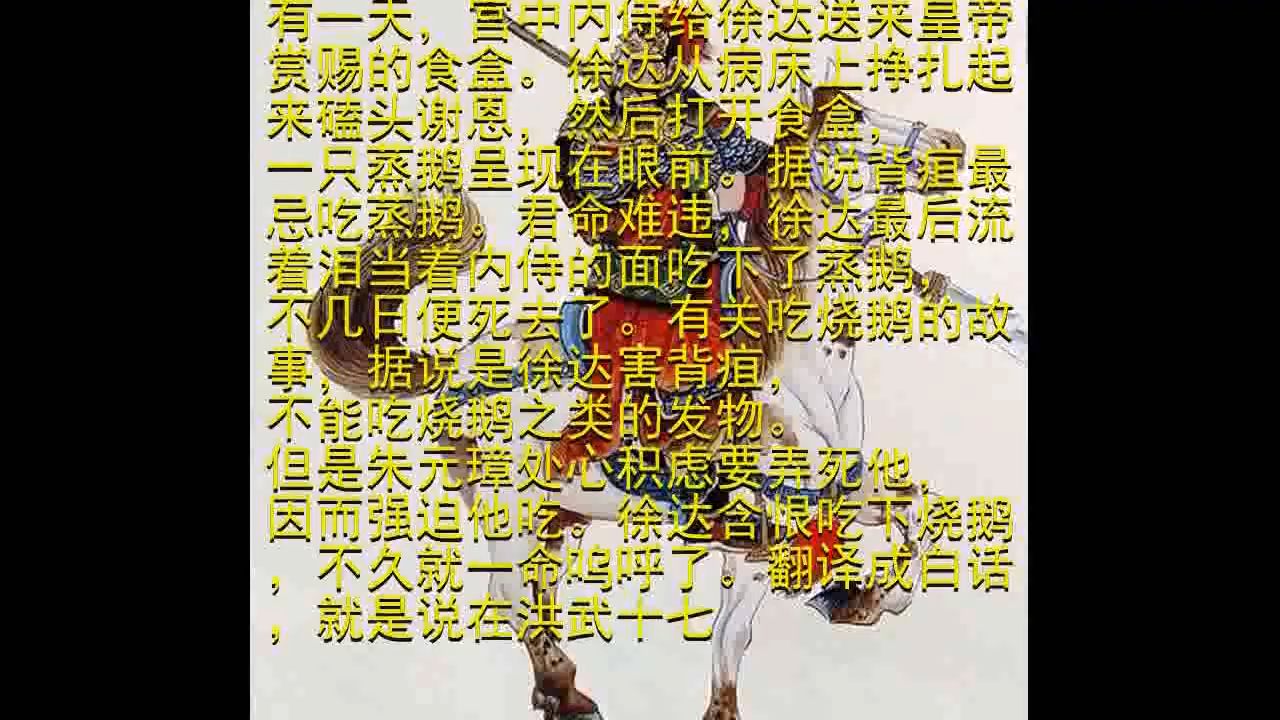 有一天，宫中内侍给徐达送来皇帝
赏赐的食盒。徐达从病床上挣扎起
来磕头谢恩，然后打开食盒，
一只蒸鹅呈现在眼前。据说背疽最
忌吃蒸鹅。君命难违，徐达最后流
着泪当着内侍的面吃下了蒸鹅，
不几日便死去了。有关吃烧鹅的故
事，据说是徐达害背疽，
不能吃烧鹅之类的发物。
但是朱元璋处心积虑要弄死他，
因而强迫他吃。徐达含恨吃下烧鹅
，不久就一命呜呼了。翻译成白话
，就是说在洪武十七